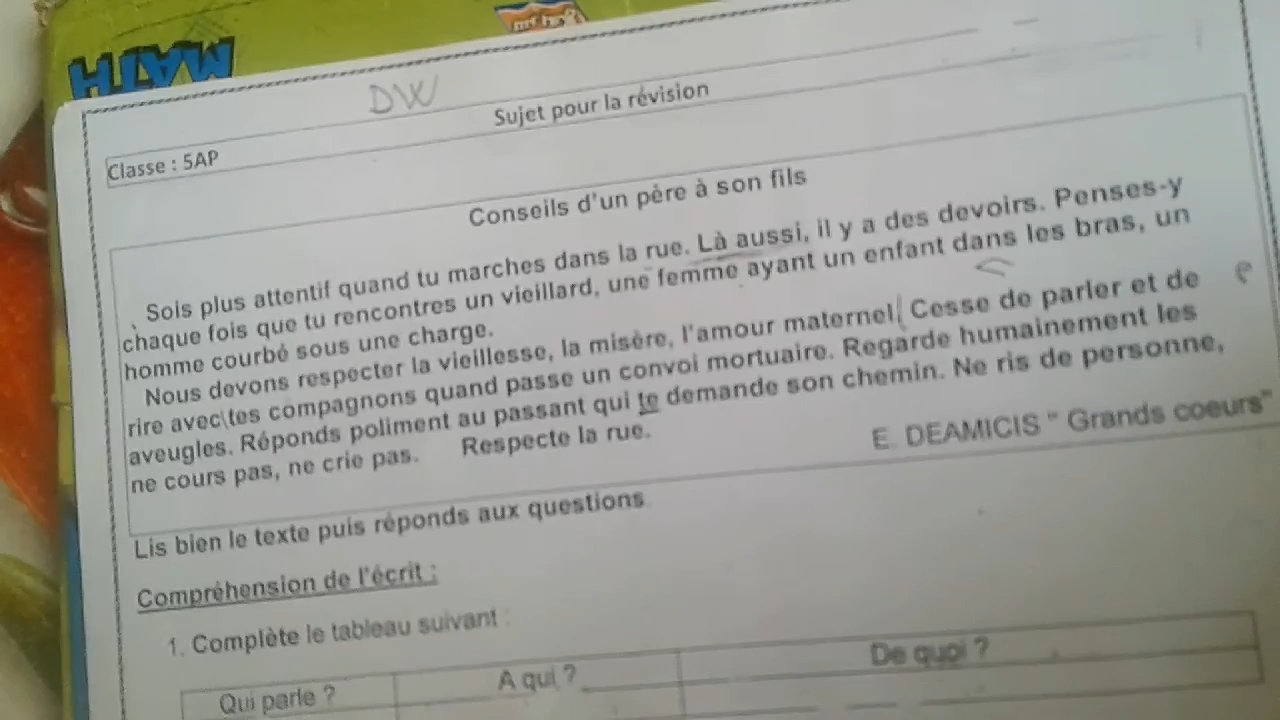 MATH
DW
Sujet pour la révision
Classe : 5AP
Conseils d'un père à son fils
Sois plus attentif quand tu marches dans la rue. Là aussi, il y a des devoirs. Penses-y
chaque fois que tu rencontres un vieillard, une femme ayant un enfant dans les bras, un
homme courbé sous une charge.
Nous devons respecter la vieillesse, la misère, l'amour maternel. Cesse de parler et de
rire avec tes compagnons quand passe un convoi mortuaire. Regarde humainement les
aveugles. Réponds poliment au passant qui te demande son chemin. Ne ris de personne,
ne cours pas, ne crie pas. Respecte la rue.
E. DEAMICIS " Grands coeurs"
Lis bien le texte puis réponds aux questions
Compréhension de l'écrit :
1. Complète le tableau suivant :
Qui parle ? A qui ? De quoi ?